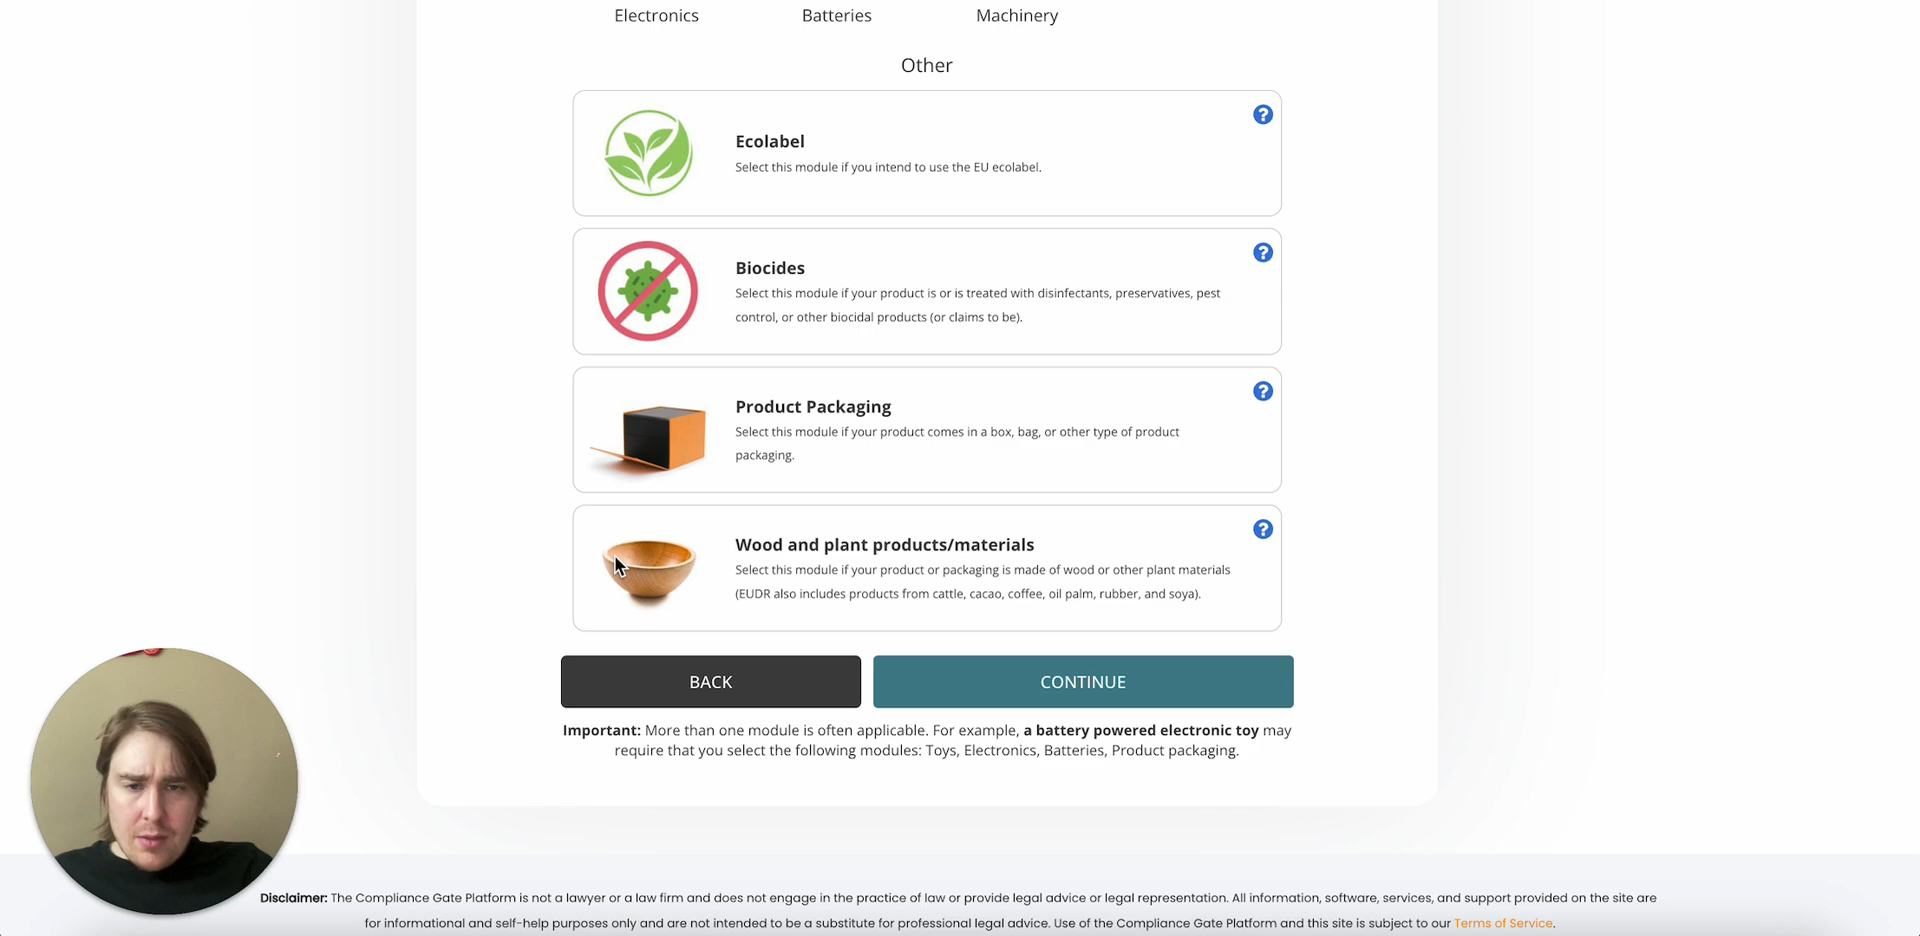 Electronics
Batteries
Machinery
Other
Ecolabel
Select this module if you intend to use the EU ecolabel.
?
Biocides
Select this module if your product is or is treated with disinfectants, preservatives, pest
control, or other biocidal products (or claims to be).
?
Product Packaging
Select this module if your product comes in a box, bag, or other type of product
packaging.
?
Wood and plant products/materials
Select this module if your product or packaging is made of wood or other plant materials
(EUDR also includes products from cattle, cacao, coffee, oil palm, rubber, and soya).
?
BACK
CONTINUE
Important: More than one module is often applicable. For example, a battery powered electronic toy may
require that you select the following modules: Toys, Electronics, Batteries, Product packaging.
Disclaimer: The Compliance Gate Platform is not a lawyer or a law firm and does not engage in the practice of law or provide legal advice or legal representation. All information, software, services, and support provided on the site are
for informational and self-help purposes only and are not intended to be a substitute for professional legal advice. Use of the Compliance Gate Platform and this site is subject to our Terms of Service.